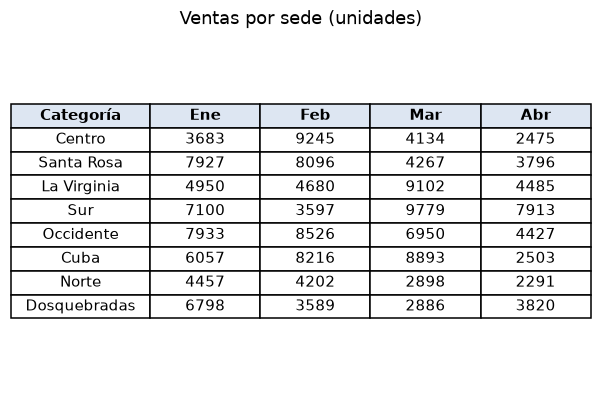 Ventas por sede (unidades)
Categoría Ene Feb Mar Abr
Centro 3683 9245 4134 2475
Santa Rosa 7927 8096 4267 3796
La Virginia 4950 4680 9102 4485
Sur 7100 3597 9779 7913
Occidente 7933 8526 6950 4427
Cuba 6057 8216 8893 2503
Norte 4457 4202 2898 2291
Dosquebradas 6798 3589 2886 3820